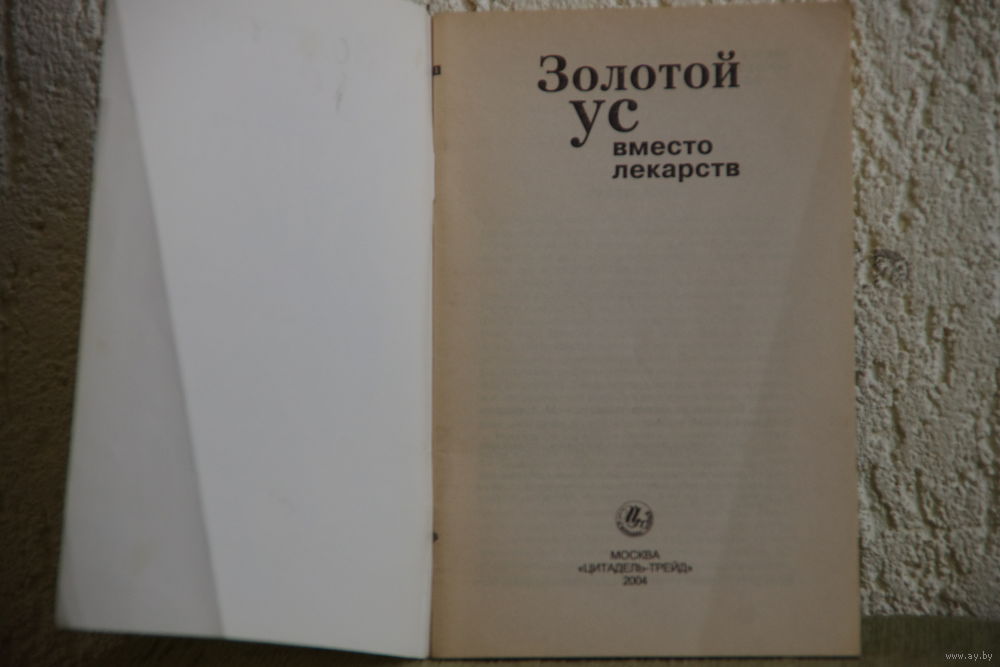 Золотой
ус
вместо
лекарств
МОСКВА
«ЦИТАДЕЛЬ-ТРЕЙД»
2004
www.ay.by